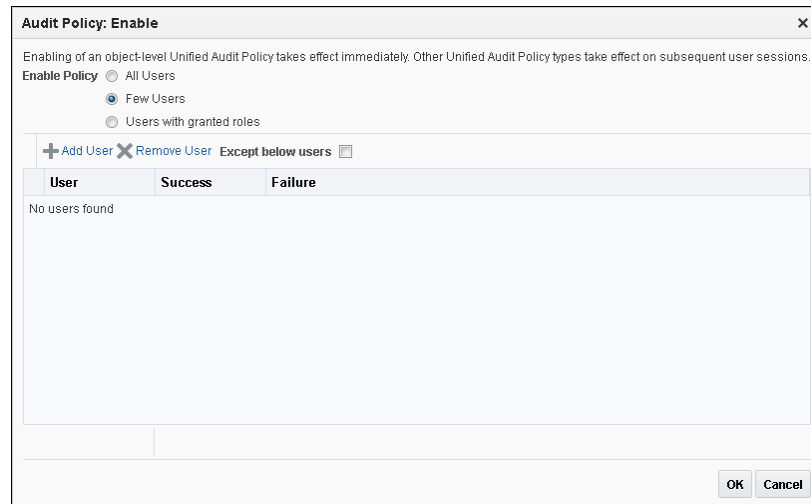 Audit Policy: Enable
Enabling of an object-level Unified Audit Policy takes effect immediately. Other Unified Audit Policy types take effect on subsequent user sessions.
Enable Policy All Users
Few Users
Users with granted roles
Add User Remove User Except below users
User Success Failure
No users found
OK Cancel